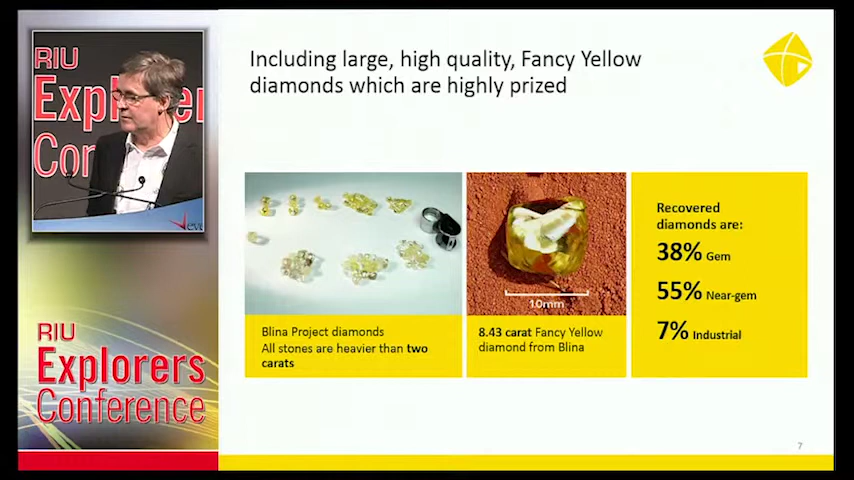 Including large, high quality, Fancy Yellow
diamonds which are highly prized
RIU
Explorer
Con
RIU
Explorers
Conference
10mm
Blina Project diamonds
All stones are heavier than two
carats
8.43 carat Fancy Yellow
diamond from Blina
Recovered
diamonds are:
38% Gem
55% Near-gem
7% Industrial
7